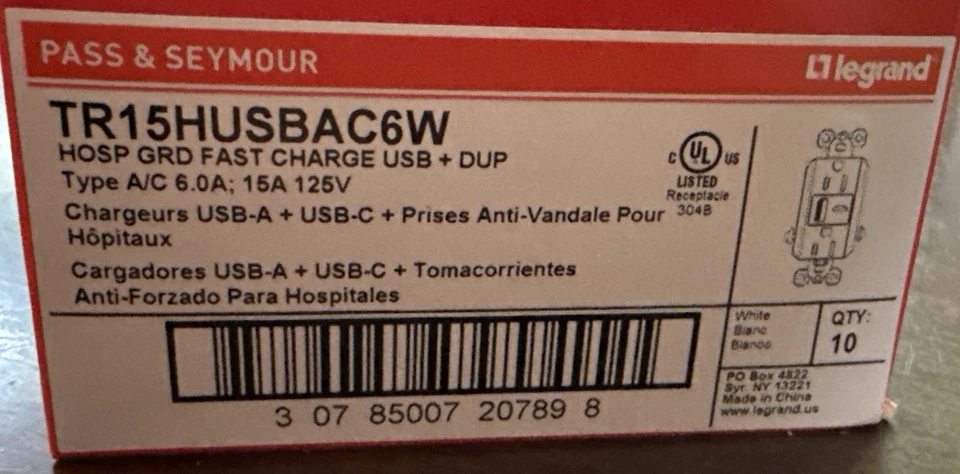 PASS & SEYMOUR
legrand
TR15HUSBAC6W
HOSP GRD FAST CHARGE USB + DUP
Type A/C 6.0A; 15A 125V
C UL US
LISTED
Receptacle
304B
Chargeurs USB-A + USB-C + Prises Anti-Vandale Pour
Hôpitaux
Cargadores USB-A + USB-C + Tomacorrientes
Anti-Forzado Para Hospitales
3 07 85007 20789 8
White
Blanc
Blanco
QTY:
10
PO Box 4822
Syr. NY 13221
Made in China
www.legrand.us